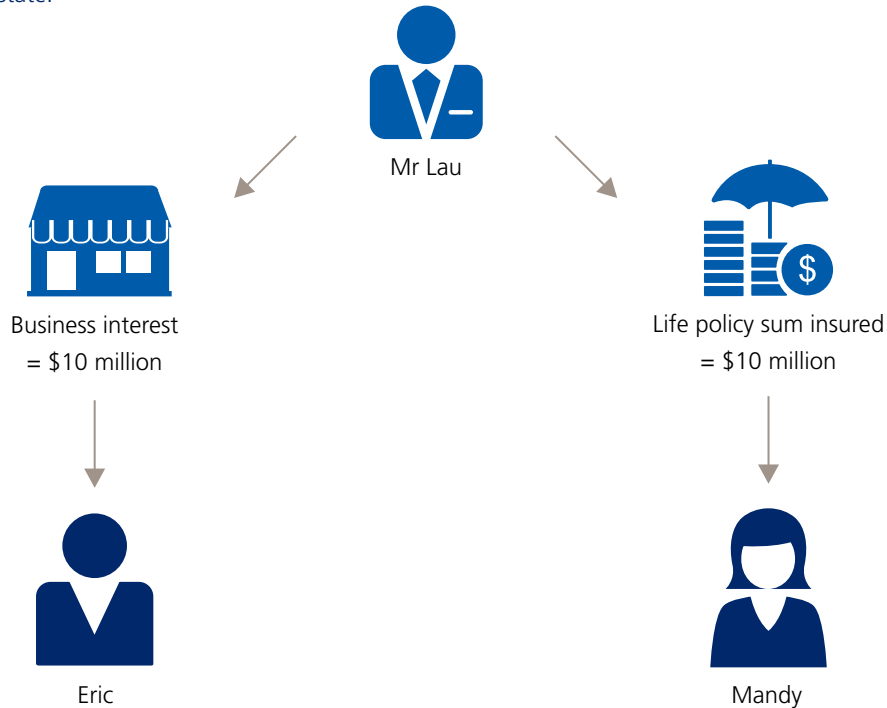 Mr Lau
Business interest
= $10 million
Life policy sum insured
= $10 million
$
Eric
Mandy